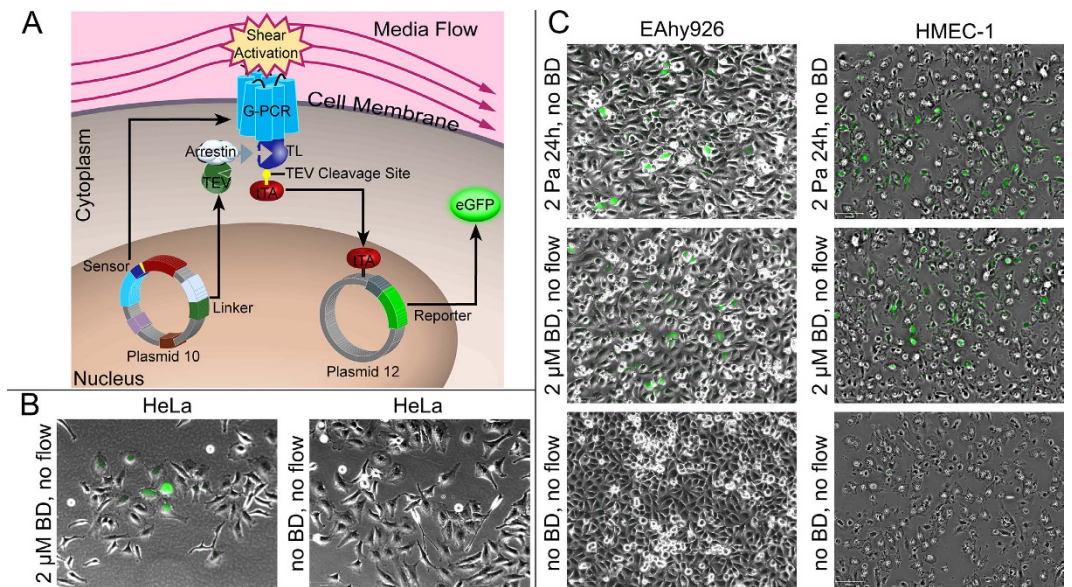 A
Shear
Activation
Media Flow
G-PCR
Cell Membrane
Cytoplasm
Arrestin
TL
TEV
TEV Cleavage Site
tTA
eGFP
Sensor
tTA
Linker
Reporter
Plasmid 10
Plasmid 12
Nucleus
B
HeLa
HeLa
2 µM BD, no flow
no BD, no flow
C
EAhy926
HMEC-1
2 Pa 24h, no BD
2 Pa 24h, no BD
2 µM BD, no flow
2 µM BD, no flow
no BD, no flow
no BD, no flow